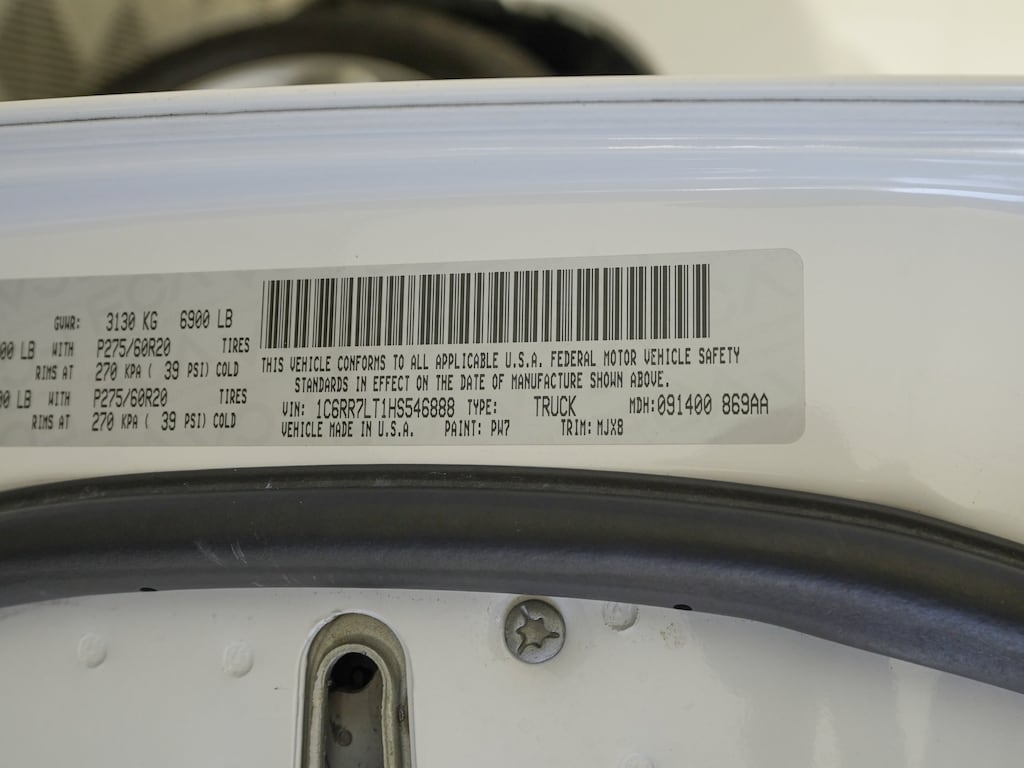 GVWR: 3130 KG 6900 LB
00 LB WITH P275/60R20 TIRES
RIMS AT 270 KPA ( 39 PSI) COLD
00 LB WITH P275/60R20 TIRES
RIMS AT 270 KPA ( 39 PSI) COLD
THIS VEHICLE CONFORMS TO ALL APPLICABLE U.S.A. FEDERAL MOTOR VEHICLE SAFETY
STANDARDS IN EFFECT ON THE DATE OF MANUFACTURE SHOWN ABOVE.
VIN: 1C6RR7LT1HS546888 TYPE: TRUCK MDH:091400 869AA
VEHICLE MADE IN U.S.A. PAINT: PW7 TRIM: MJX8